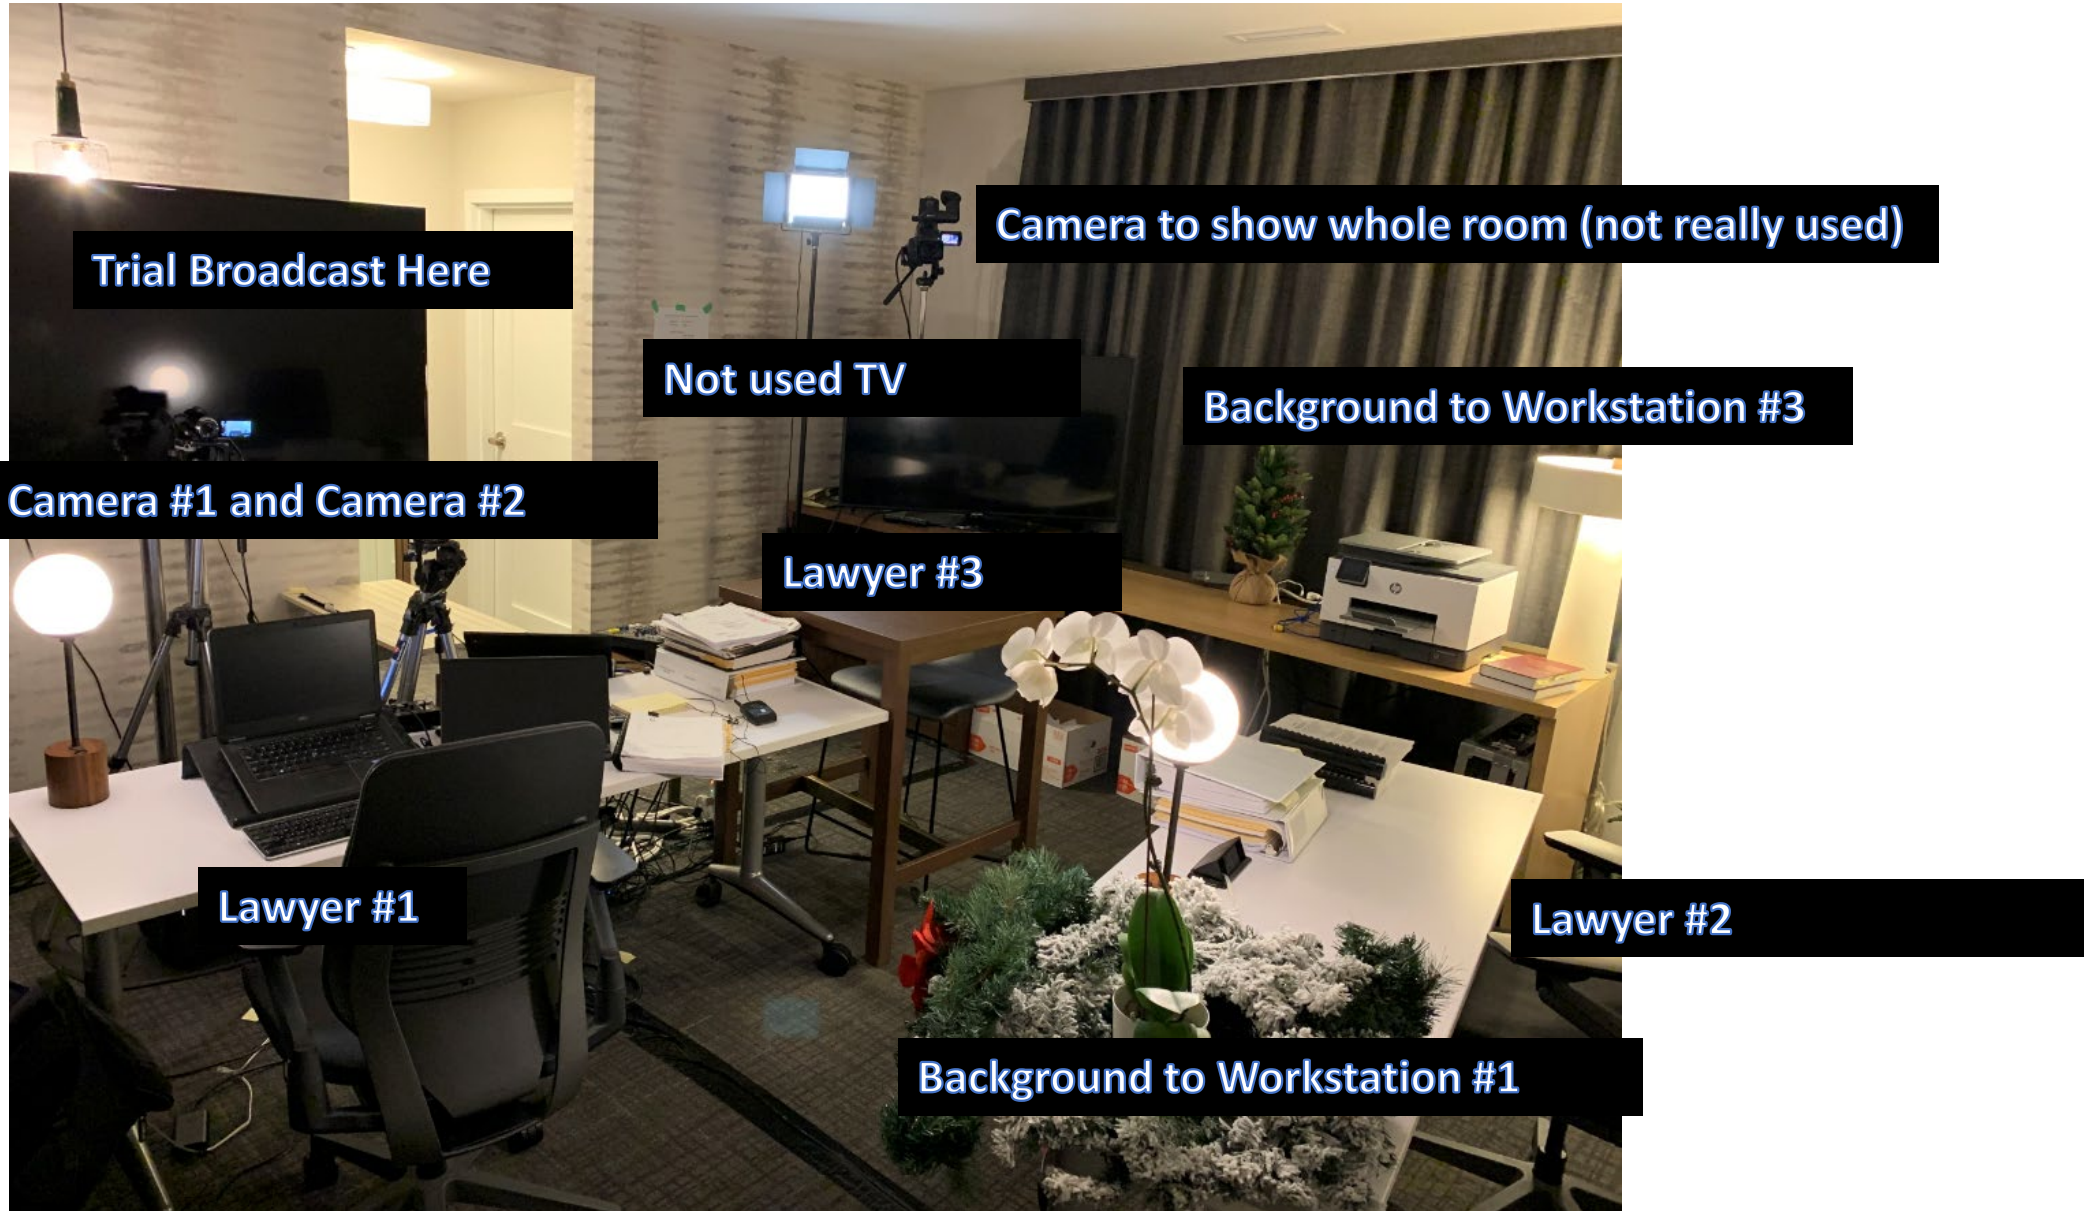 Camera to show whole room (not really used)
Trial Broadcast Here
Not used TV
Background to Workstation #3
Camera #1 and Camera #2
Lawyer #3
hp
Lawyer #1
Lawyer #2
Background to Workstation #1